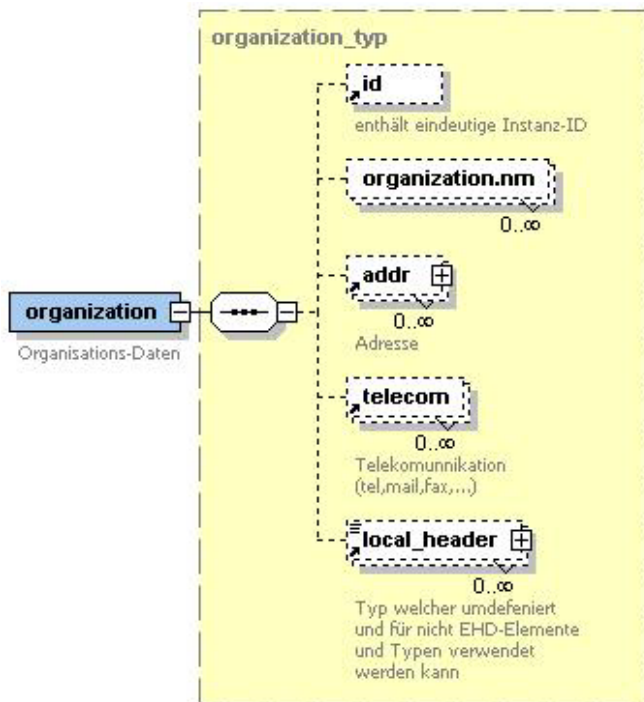 organization_typ
id
enthält eindeutige Instanz-ID
organization.nm
0..∞
addr
0..∞
Adresse
organization
Organisations-Daten
telecom
0..∞
Telekomunnikation
(tel,mail,fax,...)
local_header
0..∞
Typ welcher umdefeniert
und für nicht EHD-Elemente
und Typen verwendet
werden kann